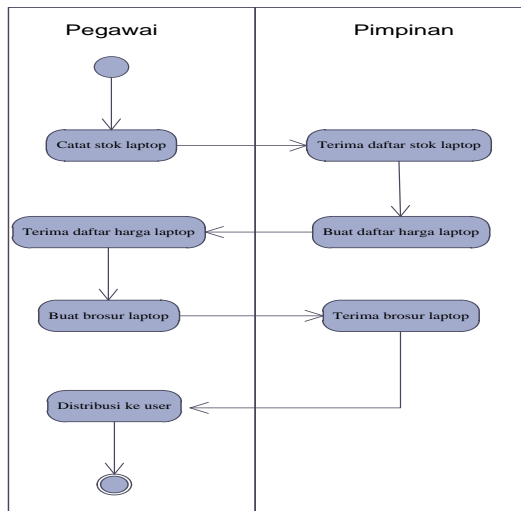 Pegawai
Pimpinan
Catat stok laptop
Terima daftar stok laptop
Terima daftar harga laptop
Buat daftar harga laptop
Buat brosur laptop
Terima brosur laptop
Distribusi ke user